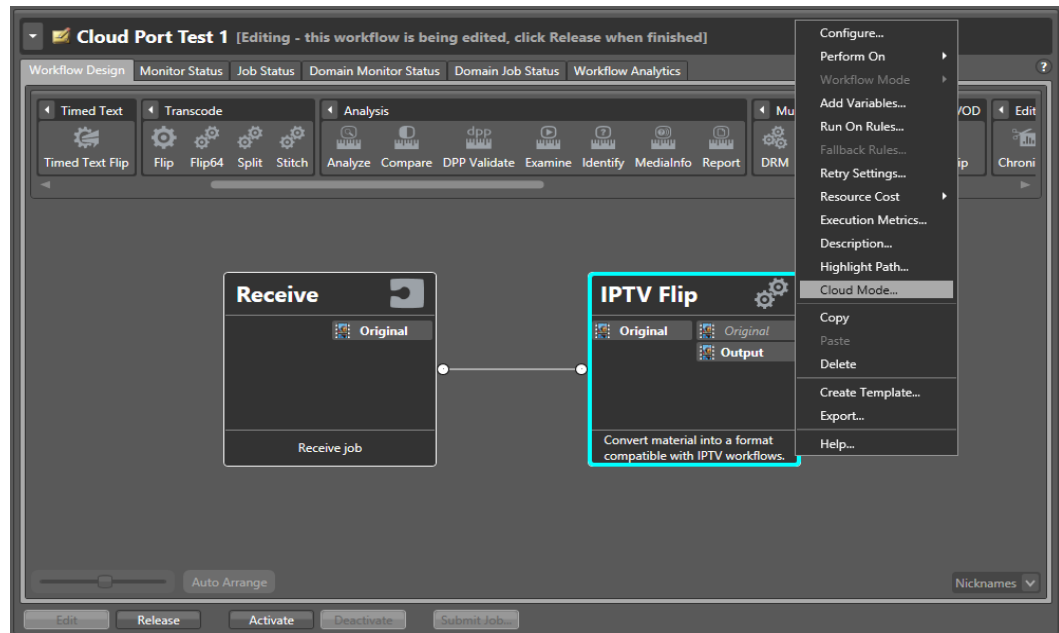 Cloud Port Test 1 [Editing - this workflow is being edited, click Release when finished]
Workflow Design Monitor Status Job Status Domain Monitor Status Domain Job Status Workflow Analytics ?
Timed Text Transcode Analysis Mu /OD Edit
dpp
Timed Text Flip Flip Flip64 Split Stitch Analyze Compare DPP Validate Examine Identify MediaInfo Report DRM ip Chroni
Configure...
Perform On
Workflow Mode
Add Variables...
Run On Rules...
Fallback Rules...
Retry Settings...
Resource Cost
Execution Metrics...
Description...
Highlight Path...
Cloud Mode...
Copy
Paste
Delete
Create Template...
Export...
Help...
Receive
Original
Receive job
IPTV Flip
Original Original
Output
Convert material into a format
compatible with IPTV workflows.
Auto Arrange Nicknames
Edit Release Activate Deactivate Submit Job...